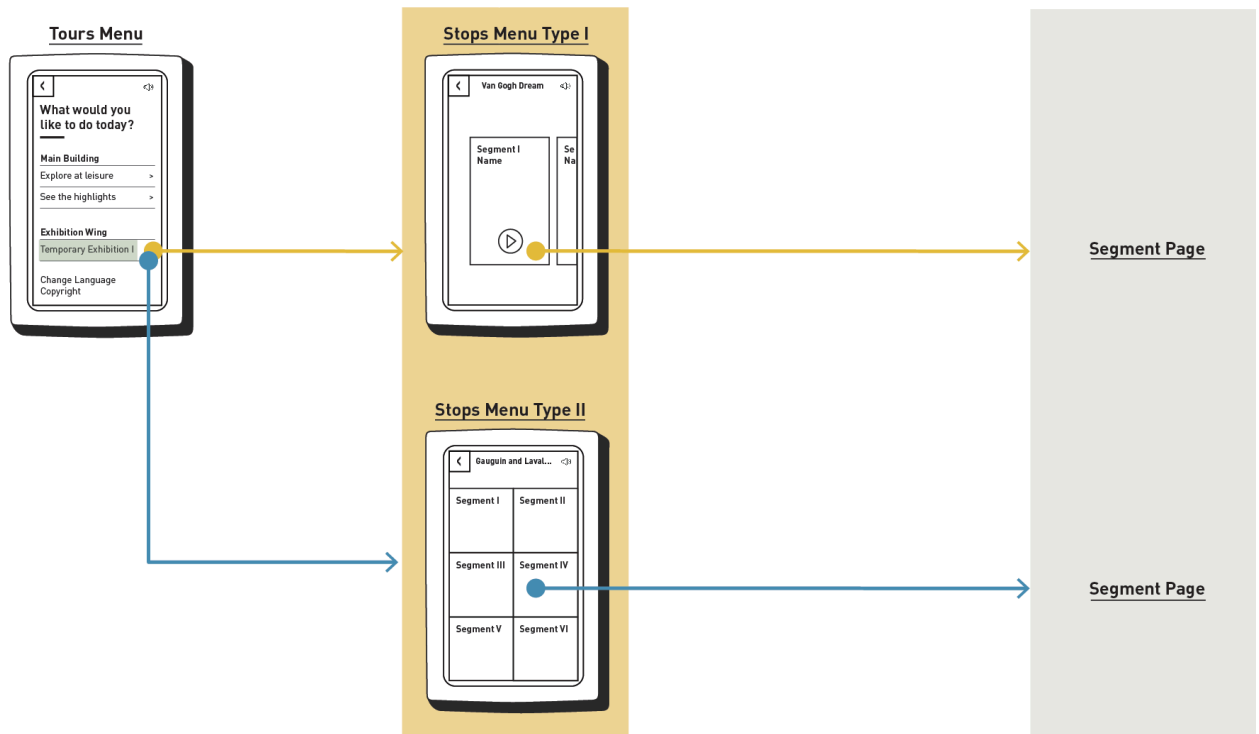 Tours Menu
What would you
like to do today?
Main Building
Explore at leisure >
See the highlights >
Exhibition Wing
Temporary Exhibition I
Change Language
Copyright
Stops Menu Type I
Van Gogh Dream
Segment I
Name
Se
Na
Segment Page
Stops Menu Type II
Gauguin and Laval...
Segment I
Segment II
Segment III
Segment IV
Segment V
Segment VI
Segment Page